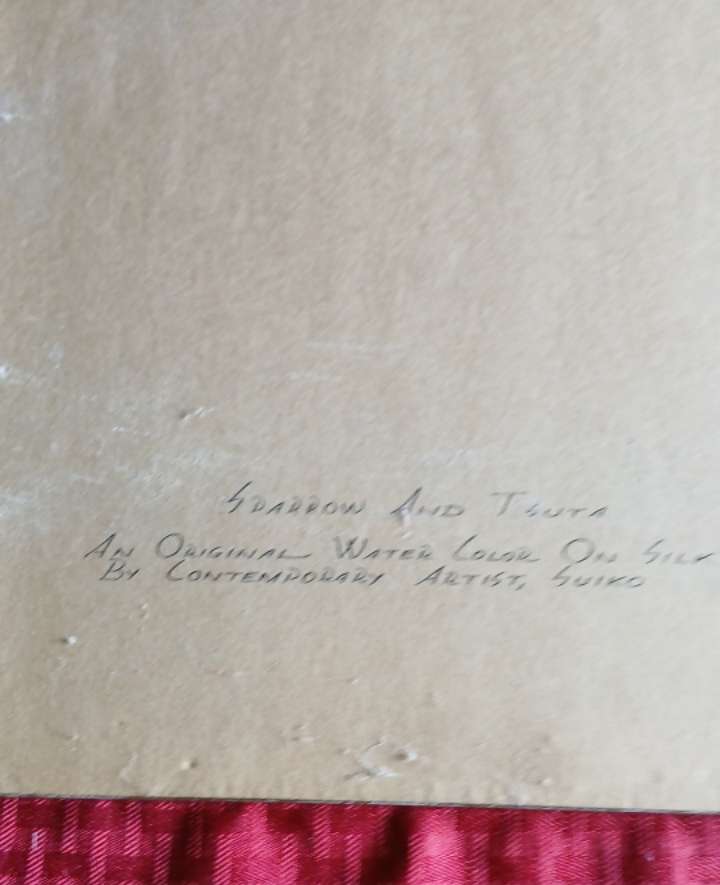 Sparrow And Tsuta
An Original Water Color On Silk
By Contemporary Artist, Suiko